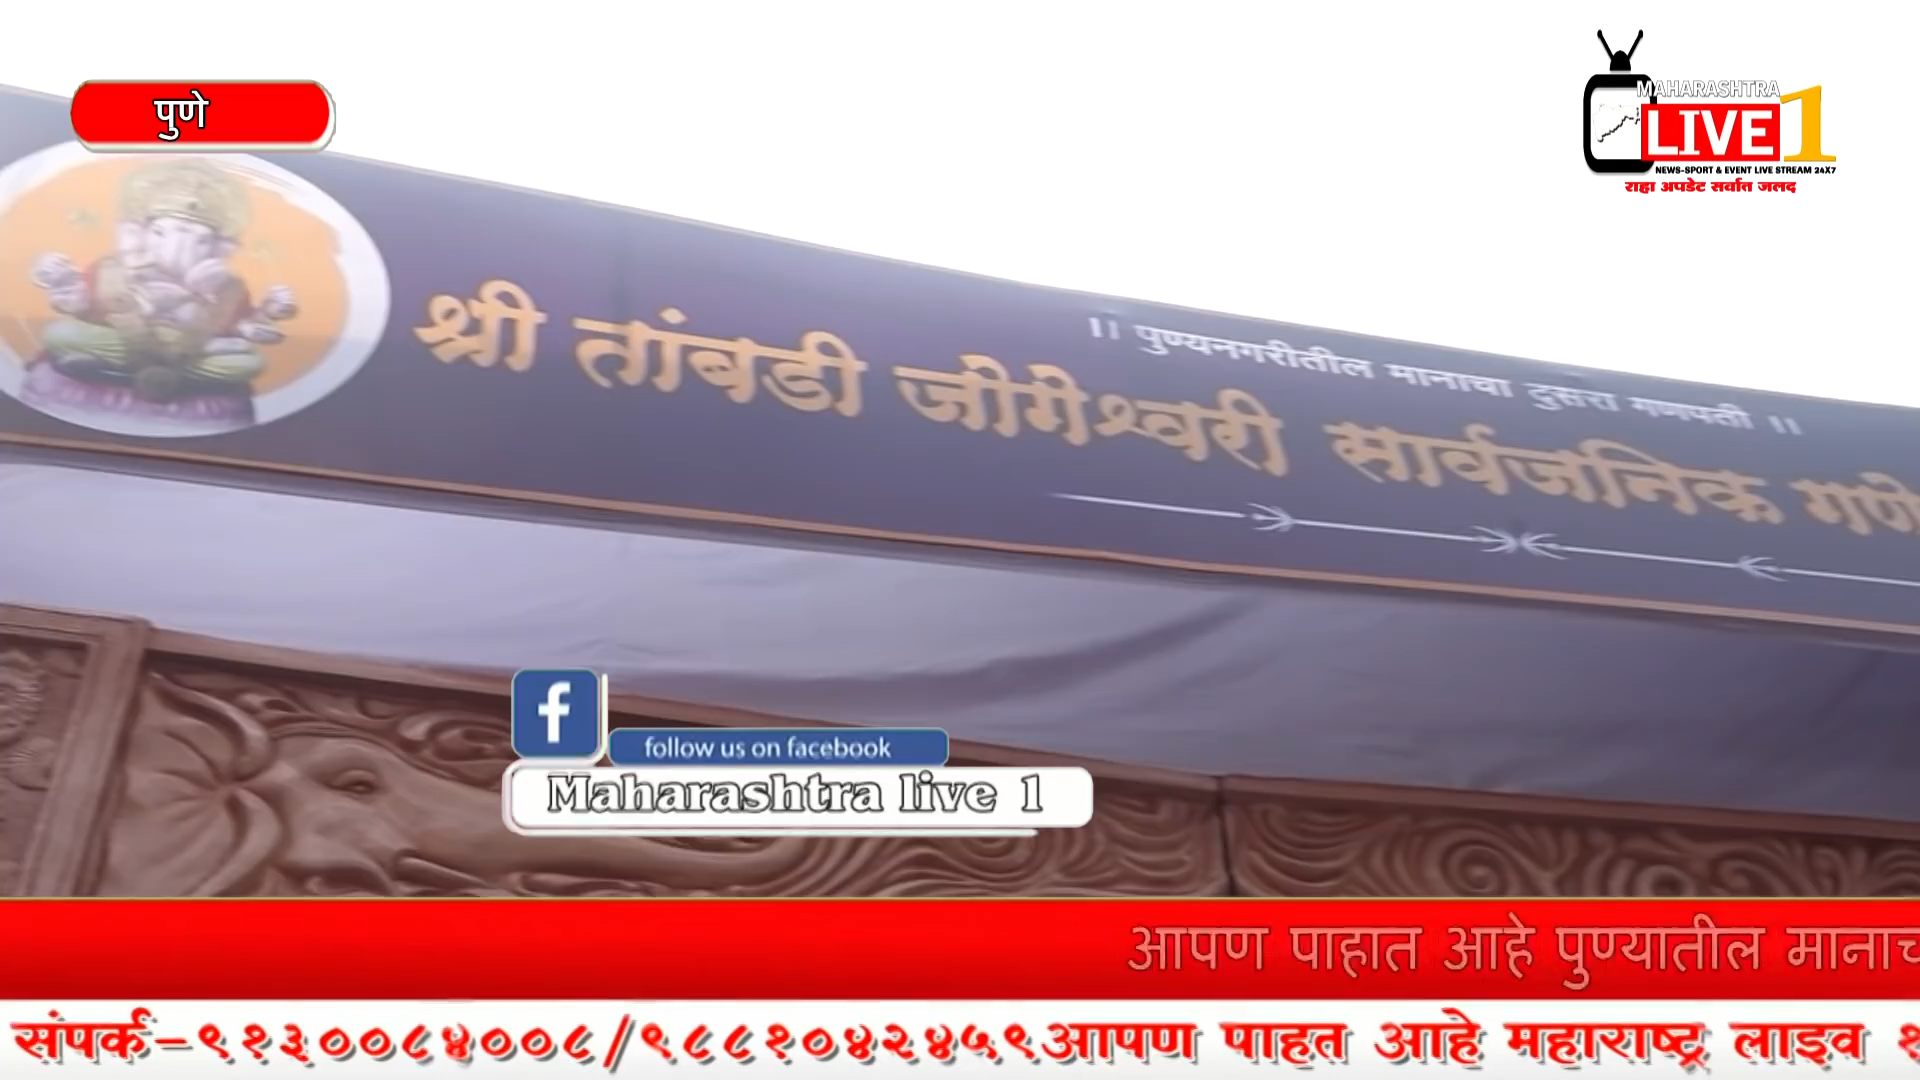 पुणे
MAHARASHTRA
LIVE 1
NEWS-SPORT & EVENT LIVE STREAM 24X7
राहा अपडेट सर्वात जलद
।। पुण्यनगरीतील मानाचा दुसरा गणपती ।।
श्री तांबडी जोगेश्वरी सार्वजनिक गणे
f
follow us on facebook
Maharashtra live 1
आपण पाहात आहे पुण्यातील मानाच
संपर्क-९१३००८४००८/९८८१०४२४५९आपण पाहत आहे महाराष्ट्र लाइव